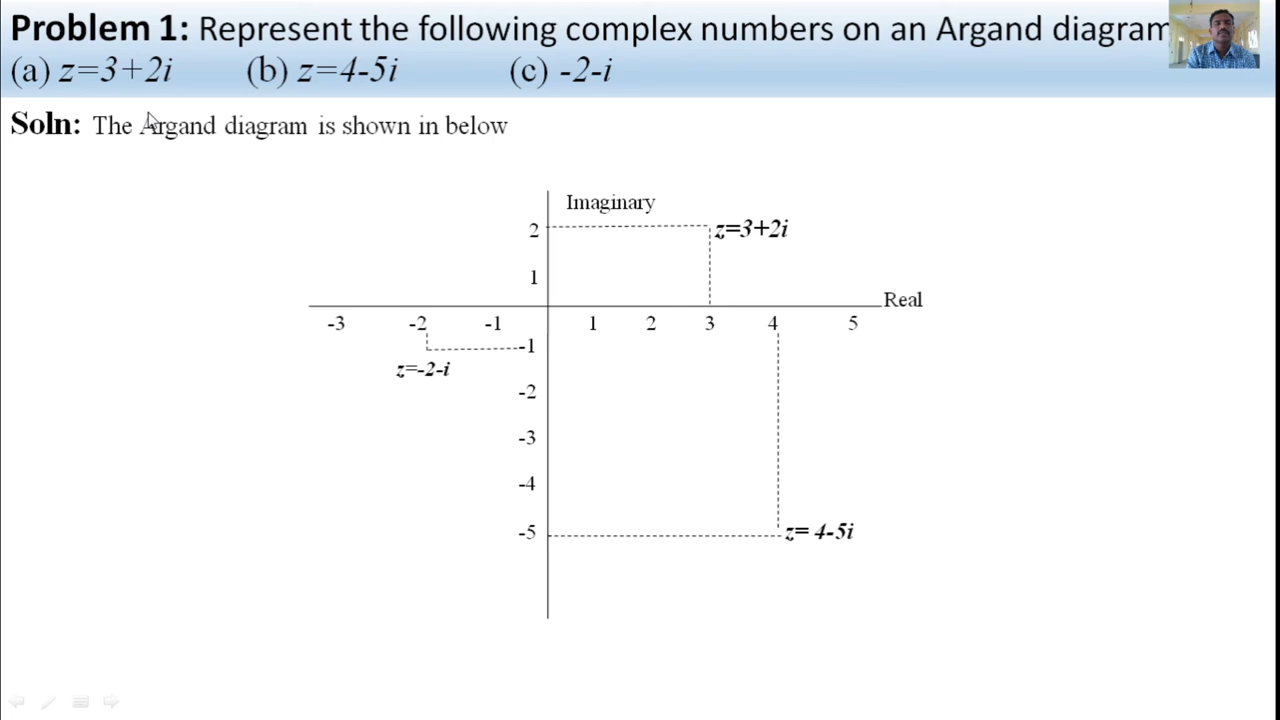 Problem 1: Represent the following complex numbers on an Argand diagram
(a) z=3+2i (b) z=4-5i (c) -2-i
Soln: The Argand diagram is shown in below
Imaginary
2 z=3+2i
1
Real
-3 -2 -1 1 2 3 4 5
-1
z=-2-i
-2
-3
-4
-5 z= 4-5i